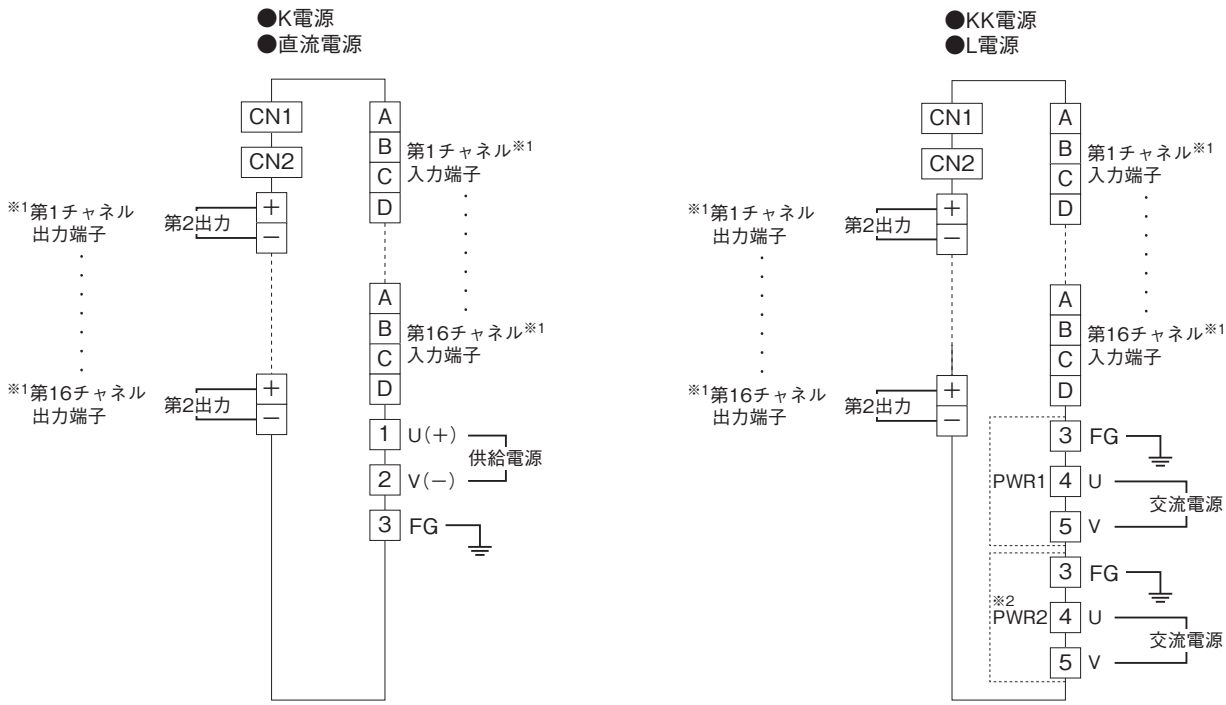 ●K電源
●直流電源
CN1
CN2
A
B
C
D
第1チャネル※1
入力端子
※1第1チャネル
出力端子
第2出力
+
−
A
B
C
D
第16チャネル※1
入力端子
※1第16チャネル
出力端子
第2出力
+
−
1 U(+)
供給電源
2 V(−)
3 FG
●KK電源
●L電源
CN1
CN2
A
B
C
D
第1チャネル※1
入力端子
※1第1チャネル
出力端子
第2出力
+
−
A
B
C
D
第16チャネル※1
入力端子
※1第16チャネル
出力端子
第2出力
+
−
3 FG
PWR1 4 U
交流電源
5 V
3 FG
※2
PWR2 4 U
交流電源
5 V